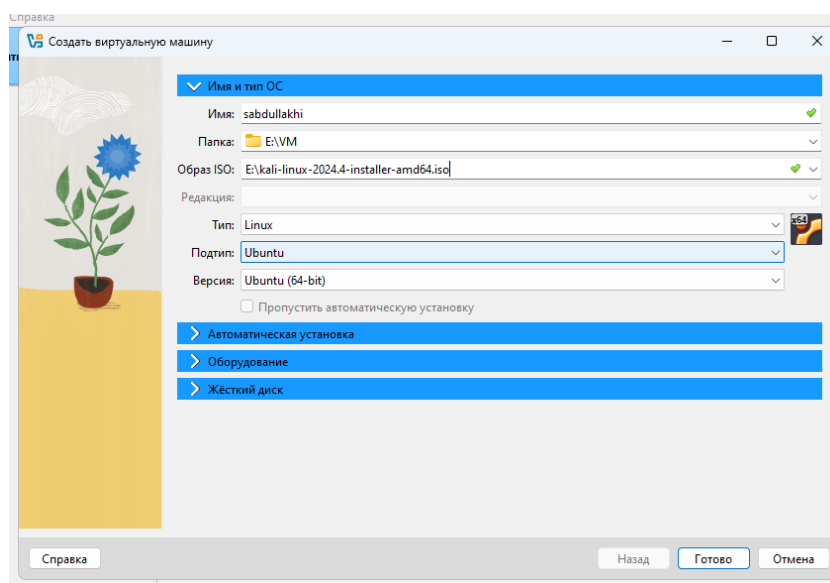 Справка
Создать виртуальную машину
Имя и тип ОС
Имя: sabdullakhi
Папка: E:\VM
Образ ISO: E:\kali-linux-2024.4-installer-amd64.iso
Редакция:
Тип: Linux
x64
Подтип: Ubuntu
Версия: Ubuntu (64-bit)
Пропустить автоматическую установку
Автоматическая установка
Оборудование
Жёсткий диск
Справка Назад Готово Отмена